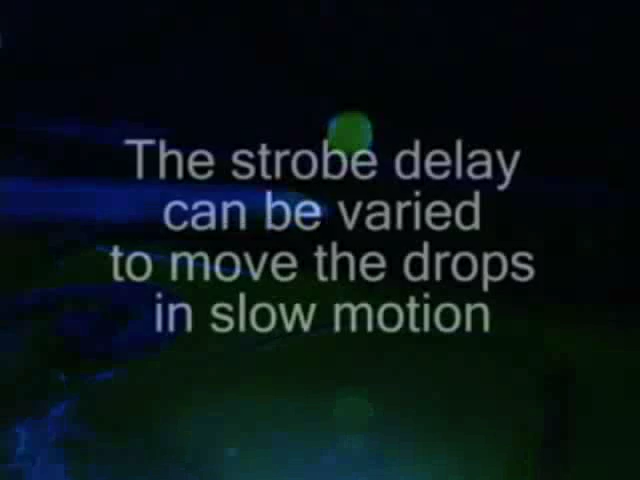 The strobe delay
can be varied
to move the drops
in slow motion